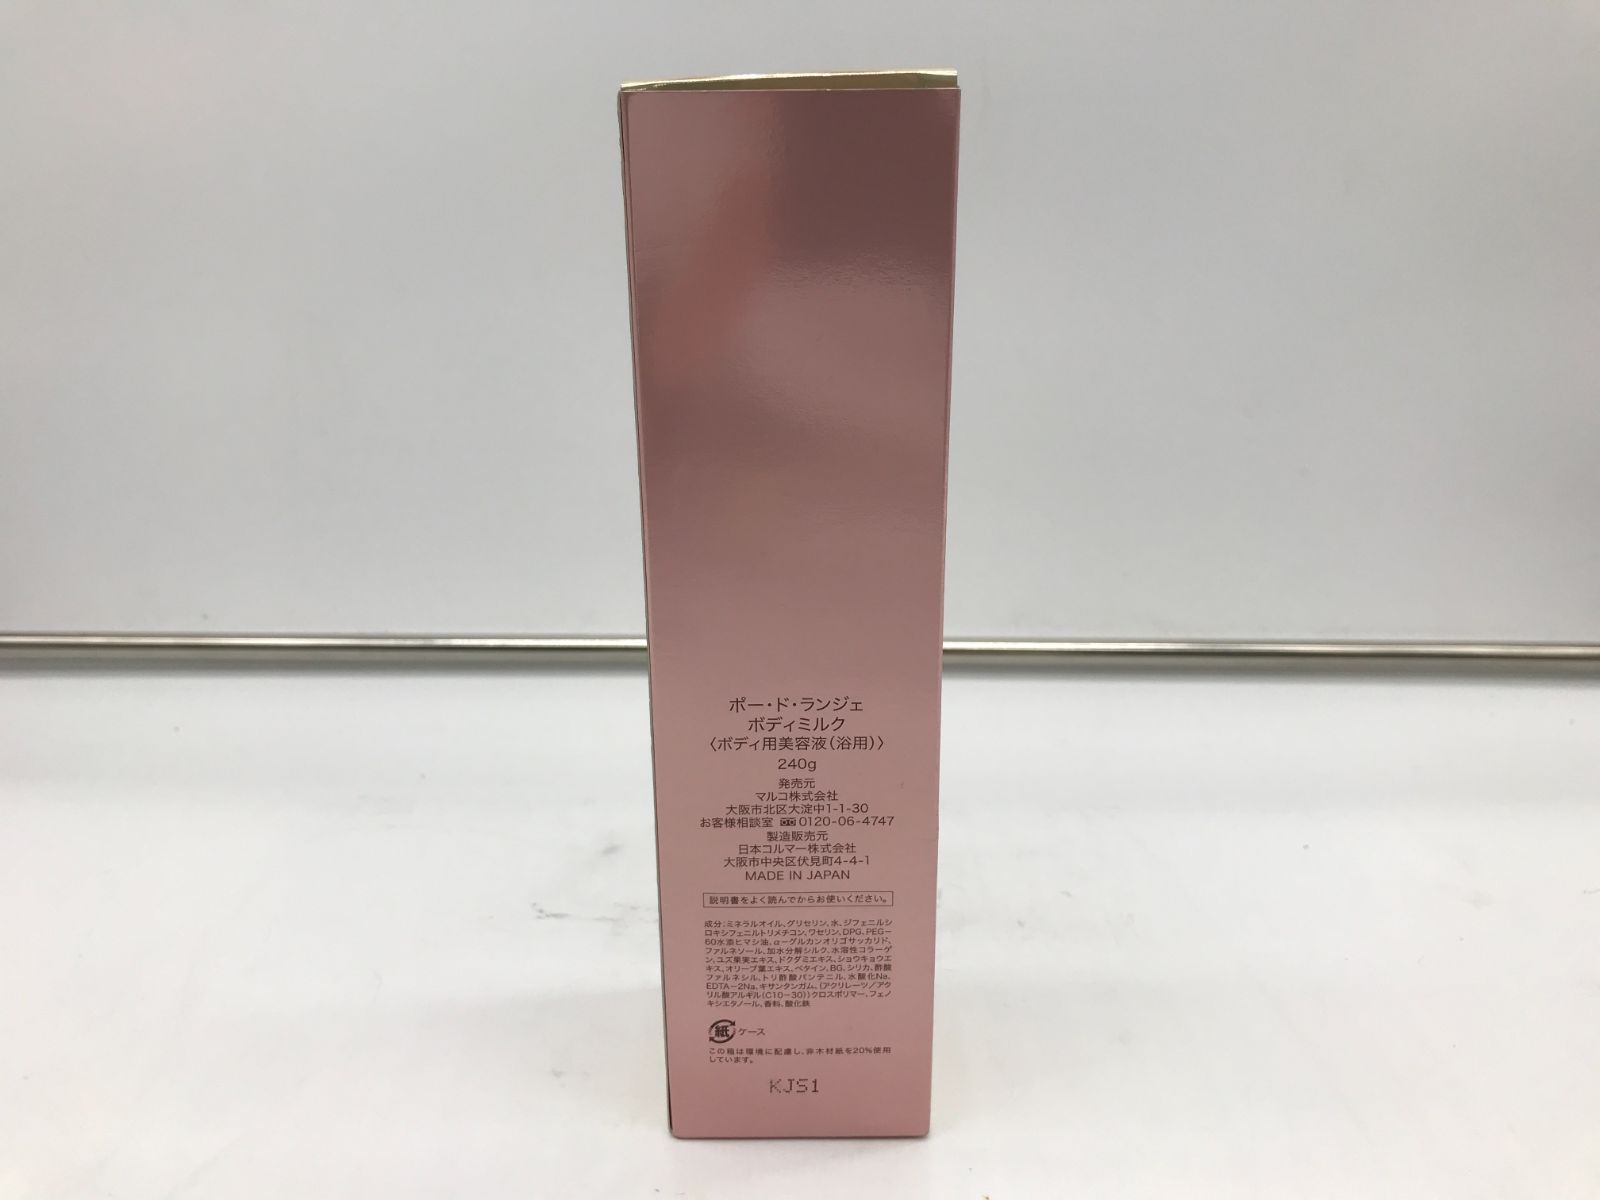 ポー・ド・ランジェ
ボディミルク
〈ボディ用美容液（浴用）〉
240g
発売元
マルコ株式会社
大阪市北区大淀中1-1-30
お客様相談室 0120-06-4747
製造販売元
日本コルマー株式会社
大阪市中央区伏見町4-4-1
MADE IN JAPAN
説明書をよく読んでからお使いください。
成分：ミネラルオイル、グリセリン、水、ジフェニルシ
ロキシフェニルトリメチコン、ワセリン、DPG、PEG－
60水添ヒマシ油、α－グルカンオリゴサッカリド、
ファルネソール、加水分解シルク、水溶性コラーゲ
ン、ユズ果実エキス、ドクダミエキス、ショウキョウエ
キス、オリーブ葉エキス、ベタイン、BG、シリカ、酢酸
ファルネシル、トリ酢酸パンテニル、水酸化Na、
EDTA－2Na、キサンタンガム、（アクリレーツ／アク
リル酸アルキル（C10－30））クロスポリマー、フェノ
キシエタノール、香料、酸化鉄
紙 ケース
この箱は環境に配慮し、非木材紙を20%使用
しています。
KJS1